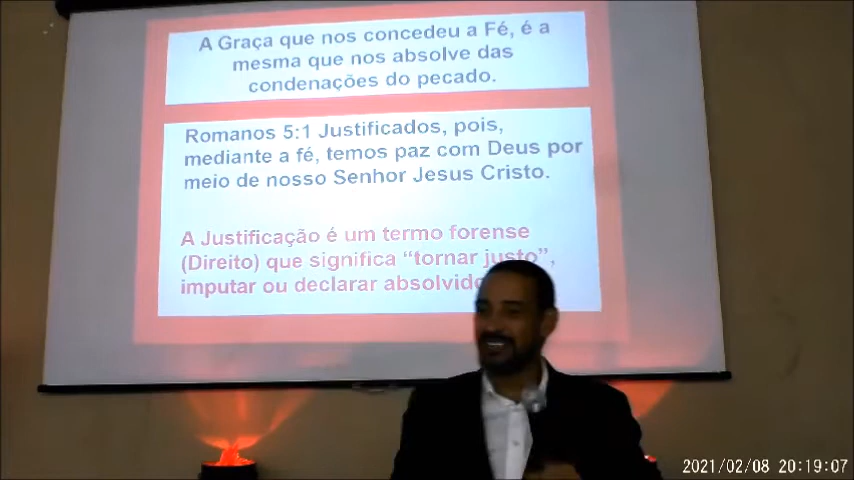 A Graça que nos concedeu a Fé, é a
mesma que nos absolve das
condenações do pecado.
Romanos 5:1 Justificados, pois,
mediante a fé, temos paz com Deus por
meio de nosso Senhor Jesus Cristo.
A Justificação é um termo forense
(Direito) que significa “tornar justo”,
imputar ou declarar absolvido
2021/02/08 20:19:07